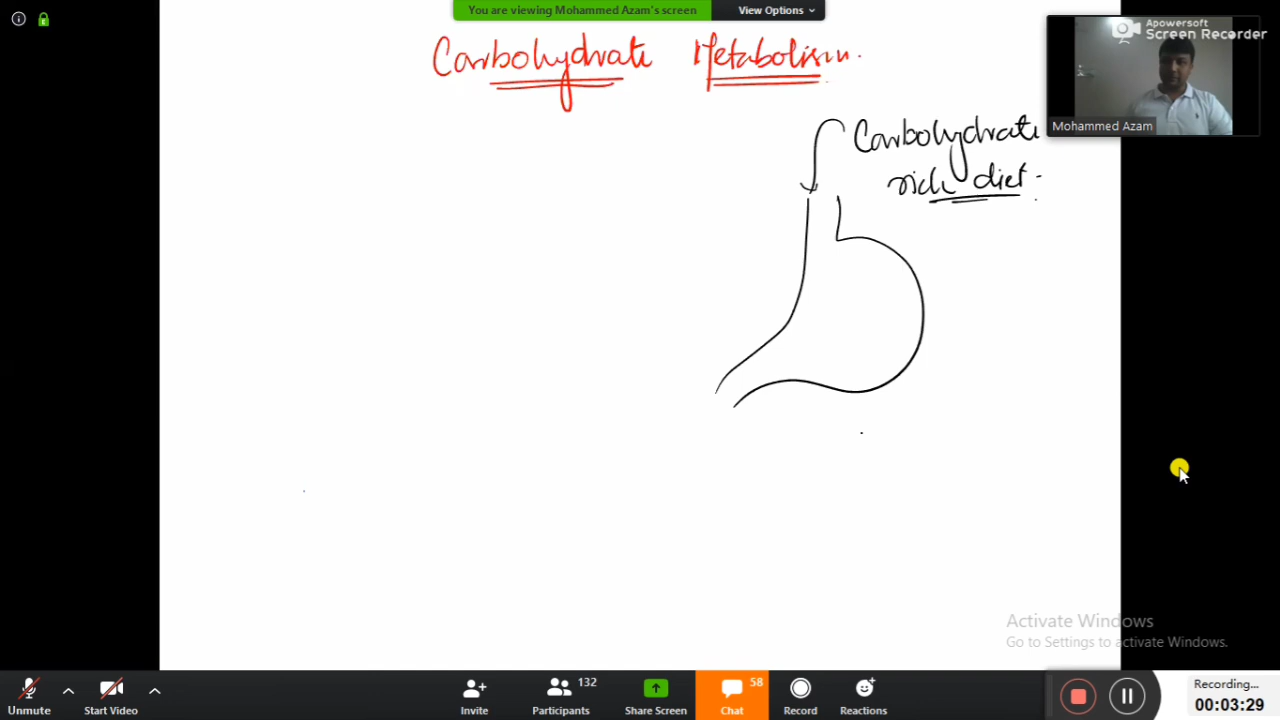 You are viewing Mohammed Azam's screen
View Options
Apowersoft
Screen Recorder
Carbohydrate Metabolism.
Mohammed Azam
Carbohydrate
rich diet.
Activate Windows
Go to Settings to activate Windows.
Unmute
Start Video
Invite
Participants
132
Share Screen
Chat
58
Record
Reactions
Recording...
00:03:29